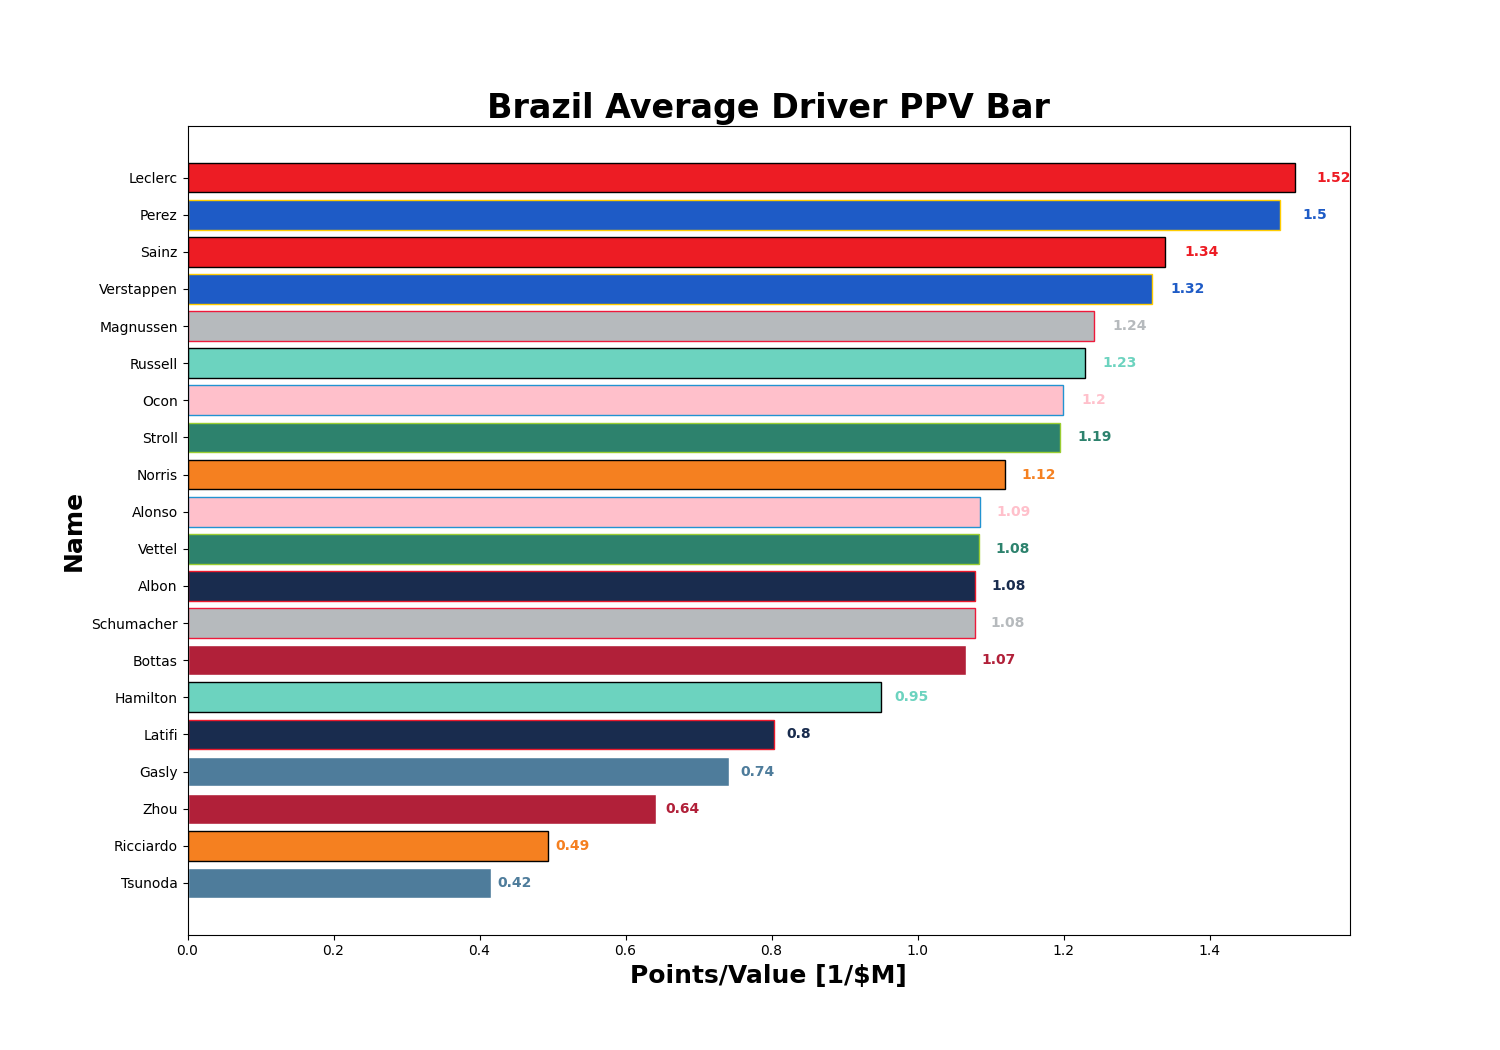 Brazil Average Driver PPV Bar
Leclerc 1.52
Perez 1.5
Sainz 1.34
Verstappen 1.32
Magnussen 1.24
Russell 1.23
Ocon 1.2
Stroll 1.19
Norris 1.12
Alonso 1.09
Vettel 1.08
Albon 1.08
Schumacher 1.08
Bottas 1.07
Hamilton 0.95
Latifi 0.8
Gasly 0.74
Zhou 0.64
Ricciardo 0.49
Tsunoda 0.42
Name
0.0 0.2 0.4 0.6 0.8 1.0 1.2 1.4
Points/Value [1/$M]